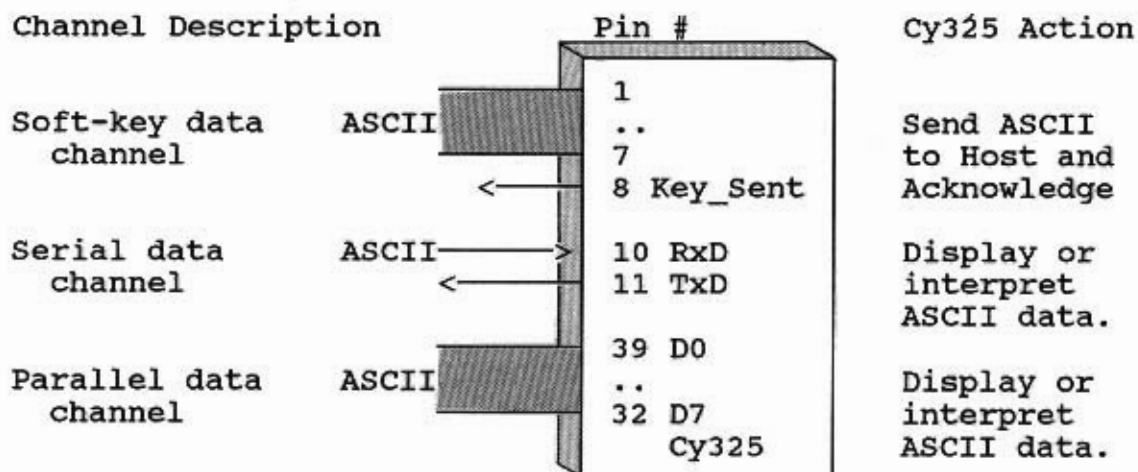 Channel Description Pin # Cy325 Action
1
Soft-key data ASCII .. Send ASCII
channel 7 to Host and
8 Key_Sent Acknowledge
Serial data ASCII 10 RxD Display or
channel 11 TxD interpret
ASCII data.
39 D0
Parallel data ASCII .. Display or
channel 32 D7 interpret
Cy325 ASCII data.